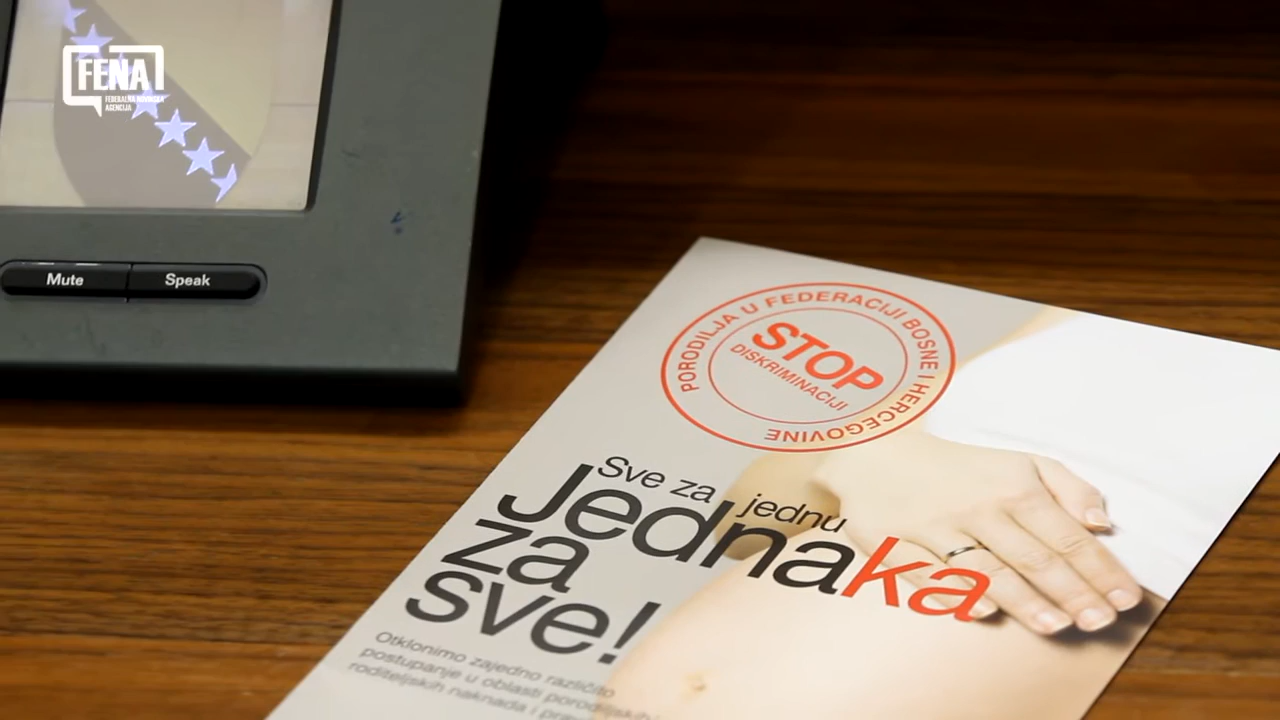 FENA
FEDERALNA NOVINSKA
AGENCIJA
Mute
Speak
PORODILJA U FEDERACIJI BOSNE I HERCEGOVINE
STOP
DISKRIMINACIJI
Sve za jednu
Jednaka
za
sve!
Otklonimo zajedno različito
postupanje u oblasti porodiljskih
roditeljskih naknada i